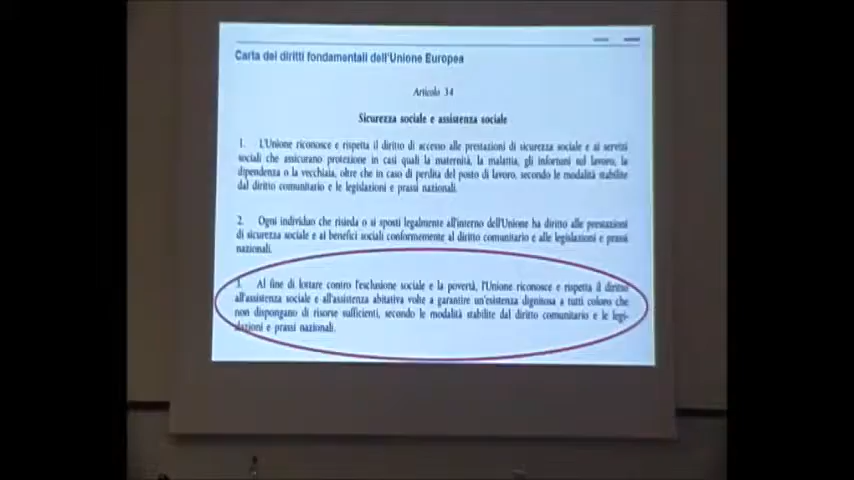 Carta dei diritti fondamentali dell'Unione Europea
Articolo 34
Sicurezza sociale e assistenza sociale
1. L'Unione riconosce e rispetta il diritto di accesso alle prestazioni di sicurezza sociale e ai servizi
sociali che assicurano protezione in casi quali la maternità, la malattia, gli infortuni sul lavoro, la
dipendenza o la vecchiaia, oltre che in caso di perdita del posto di lavoro, secondo le modalità stabilite
dal diritto comunitario e le legislazioni e prassi nazionali.
2. Ogni individuo che risieda o si sposti legalmente all'interno dell'Unione ha diritto alle prestazioni
di sicurezza sociale e ai benefici sociali conformemente al diritto comunitario e alle legislazioni e prassi
nazionali.
3. Al fine di lottare contro l'esclusione sociale e la povertà, l'Unione riconosce e rispetta il diritto
all'assistenza sociale e all'assistenza abitativa volte a garantire un'esistenza dignitosa a tutti coloro che
non dispongano di risorse sufficienti, secondo le modalità stabilite dal diritto comunitario e le legi-
slazioni e prassi nazionali.